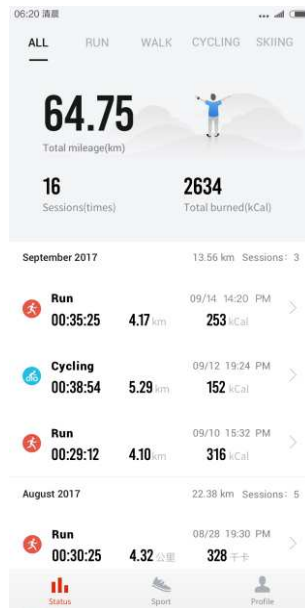 06:20 清晨
ALL RUN WALK CYCLING SKIING
64.75
Total mileage(km)
16 2634
Sessions(times) Total burned(kCal)
September 2017 13.56 km Sessions: 3
Run 09/14 14:20 PM
00:35:25 4.17 km 253 kCal
Cycling 09/12 19:24 PM
00:38:54 5.29 km 152 kCal
Run 09/10 15:32 PM
00:29:12 4.10 km 316 kCal
August 2017 22.38 km Sessions: 5
Run 08/28 19:30 PM
00:30:25 4.32 公里 328 千卡
Status Sport Profile